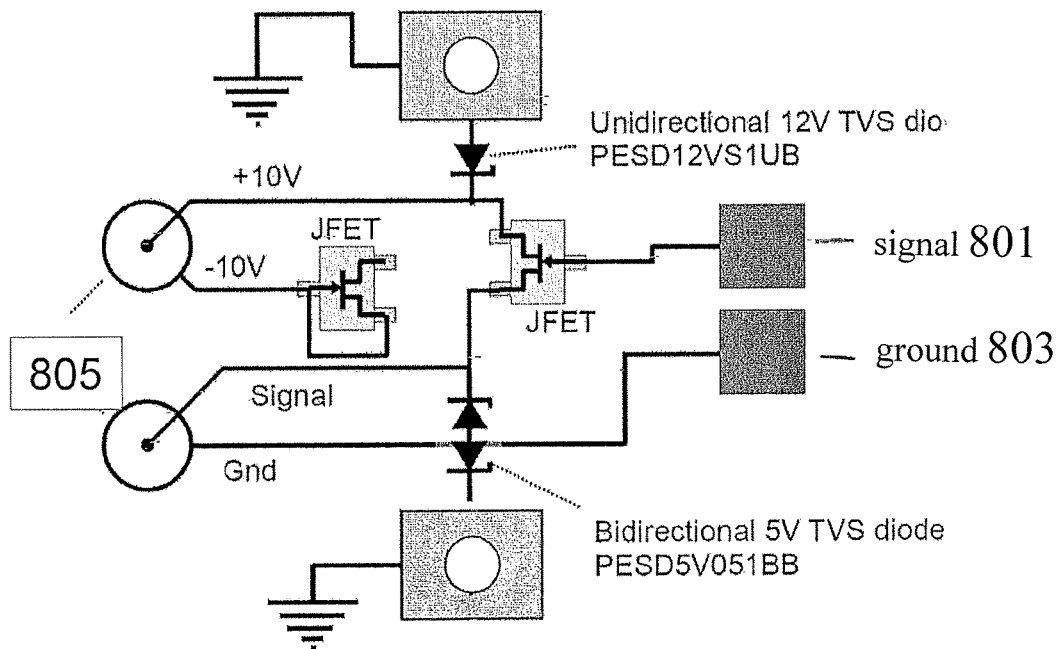 Unidirectional 12V TVS dio
PESD12VS1UB
+10V
JFET
signal 801
-10V
JFET
ground 803
805
Signal
Gnd
Bidirectional 5V TVS diode
PESD5V051BB